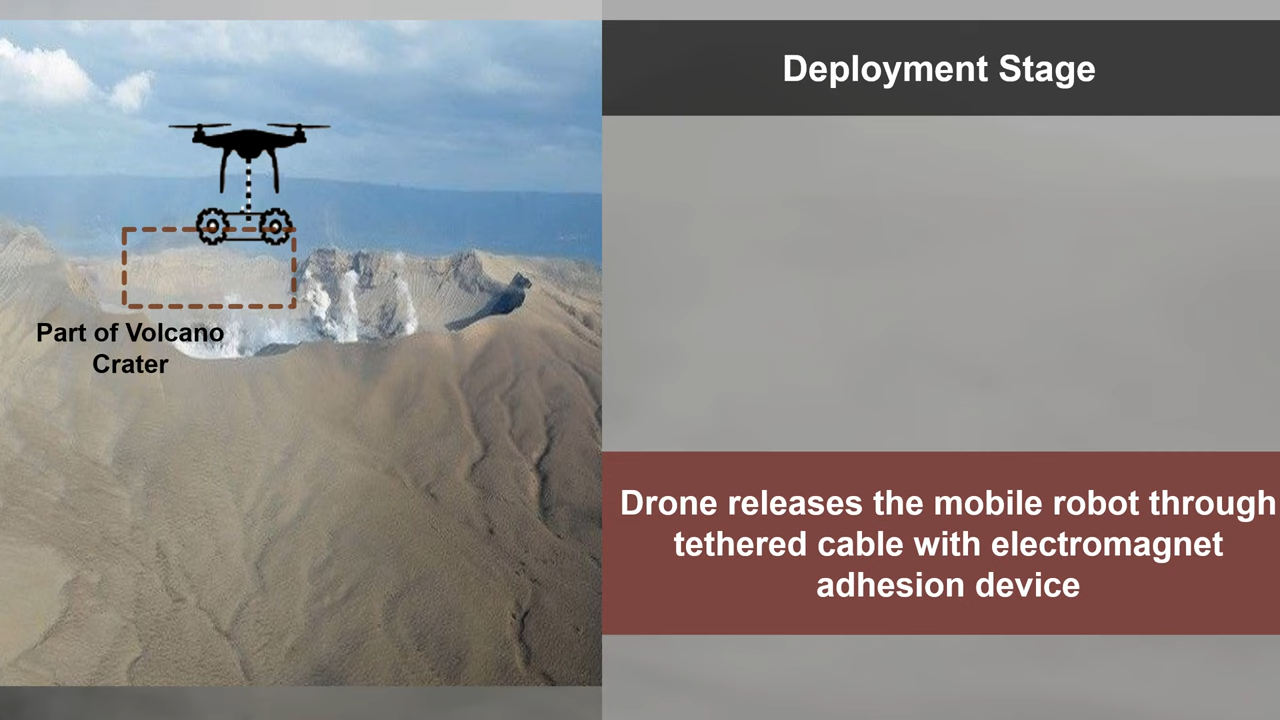 Deployment Stage
Part of Volcano
Crater
Drone releases the mobile robot through
tethered cable with electromagnet
adhesion device